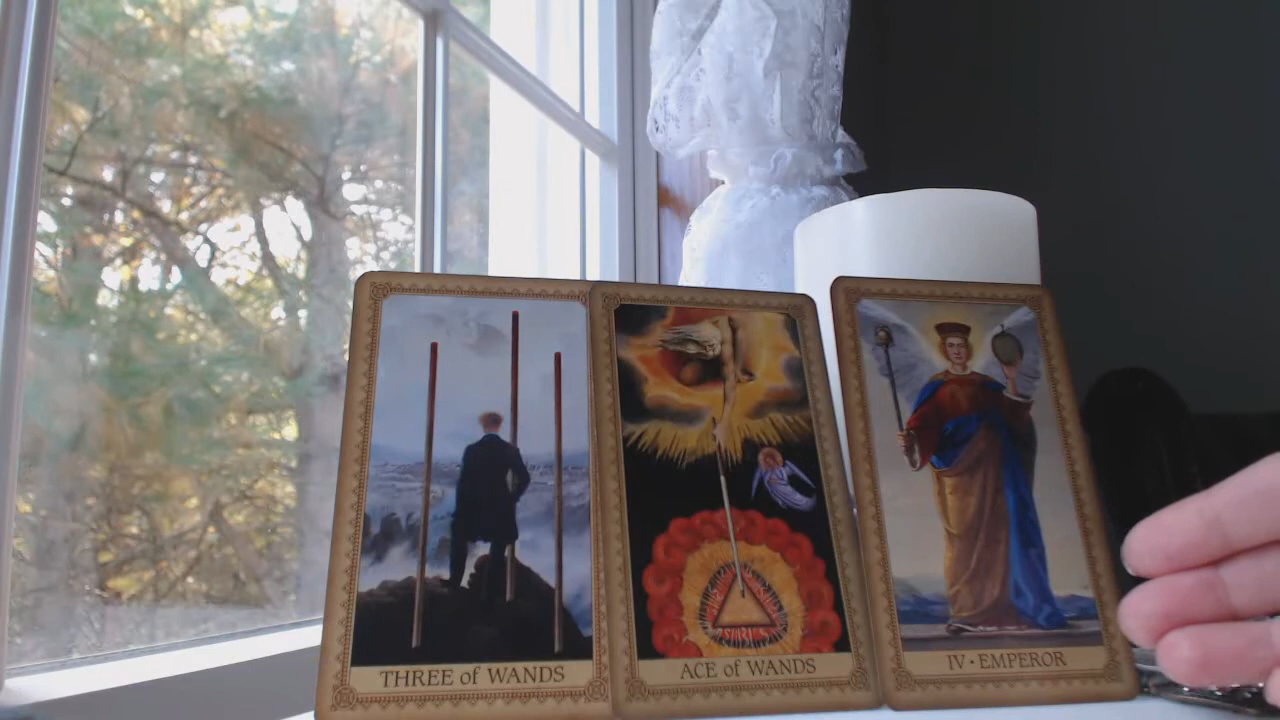 THREE of WANDS
ACE of WANDS
IV • EMPEROR